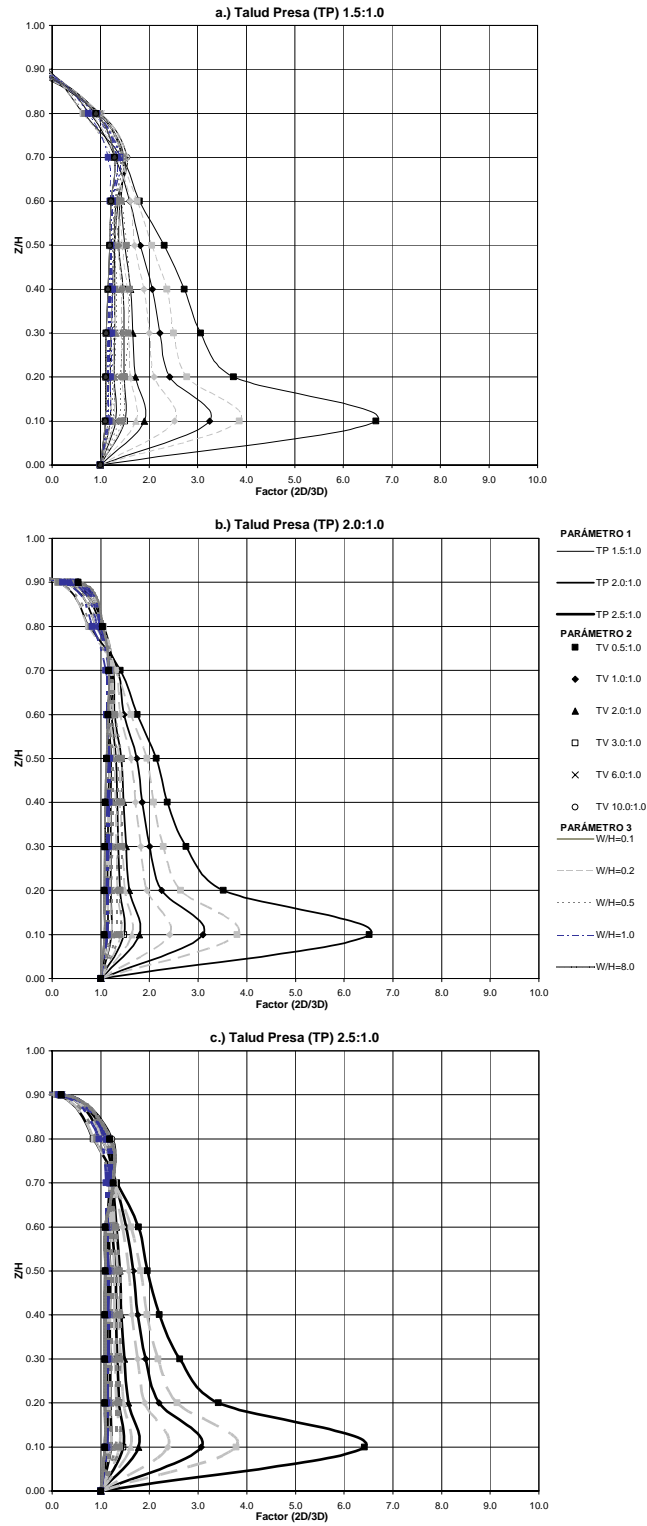 a.) Talud Presa (TP) 1.5:1.0
1.00
0.90
0.80
0.70
0.60
0.50
0.40
0.30
0.20
0.10
0.00
Z/H
0.0 1.0 2.0 3.0 4.0 5.0 6.0 7.0 8.0 9.0 10.0
Factor (2D/3D)
b.) Talud Presa (TP) 2.0:1.0
1.00
0.90
0.80
0.70
0.60
0.50
0.40
0.30
0.20
0.10
0.00
Z/H
0.0 1.0 2.0 3.0 4.0 5.0 6.0 7.0 8.0 9.0 10.0
Factor (2D/3D)
PARÁMETRO 1
TP 1.5:1.0
TP 2.0:1.0
TP 2.5:1.0
PARÁMETRO 2
TV 0.5:1.0
TV 1.0:1.0
TV 2.0:1.0
TV 3.0:1.0
TV 6.0:1.0
TV 10.0:1.0
PARÁMETRO 3
W/H=0.1
W/H=0.2
W/H=0.5
W/H=1.0
W/H=8.0
c.) Talud Presa (TP) 2.5:1.0
1.00
0.90
0.80
0.70
0.60
0.50
0.40
0.30
0.20
0.10
0.00
Z/H
0.0 1.0 2.0 3.0 4.0 5.0 6.0 7.0 8.0 9.0 10.0
Factor (2D/3D)